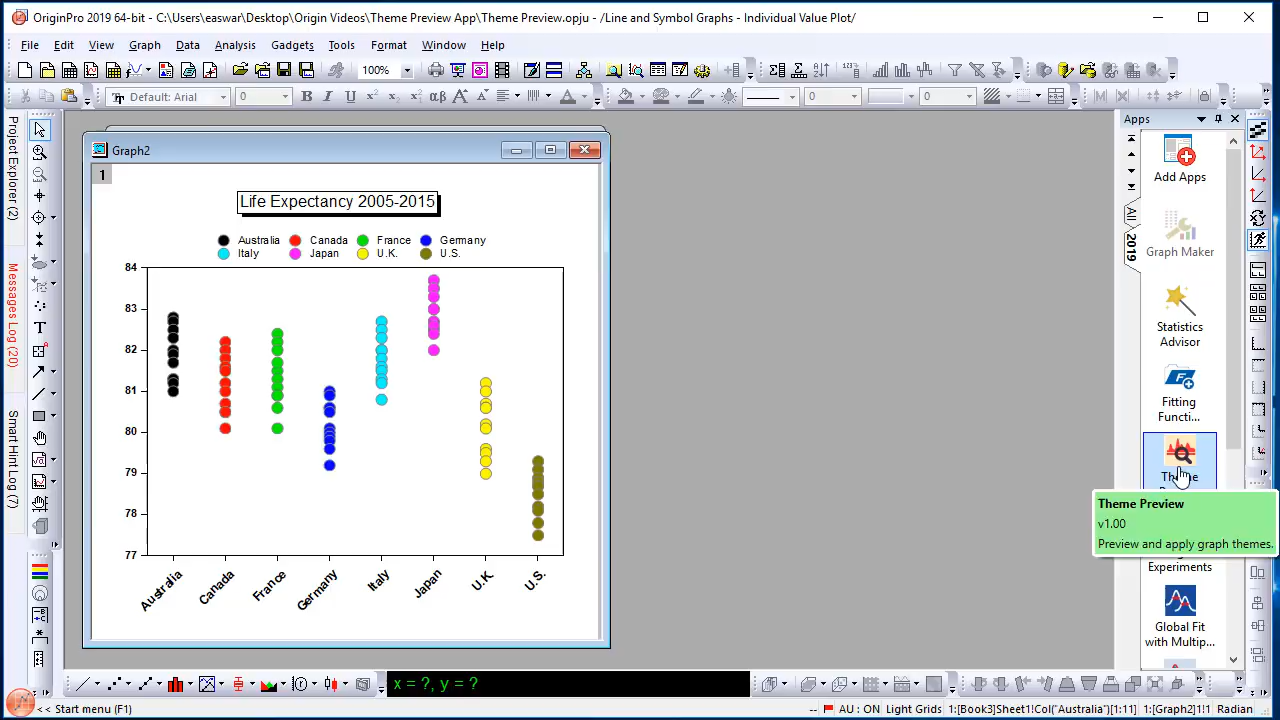 OriginPro 2019 64-bit - C:\Users\easwar\Desktop\Origin Videos\Theme Preview App\Theme Preview.opju - /Line and Symbol Graphs - Individual Value Plot/
File Edit View Graph Data Analysis Gadgets Tools Format Window Help
100%
Default: Arial 0 B I U x² x₂ αβ A A A 0 0
Project Explorer (2)
Messages Log (20)
Smart Hint Log (7)
T
Graph2
1
Life Expectancy 2005-2015
Australia Canada France Germany
Italy Japan U.K. U.S.
84
83
82
81
80
79
78
77
Australia Canada France Germany Italy Japan U.K. U.S.
Apps
All
2019
Add Apps
Graph Maker
Statistics
Advisor
Fitting
Functi...
Theme
Theme Preview
v1.00
Preview and apply graph themes.
Experiments
Global Fit
with Multip...
x = ?, y = ?
<< Start menu (F1)
-- AU : ON Light Grids 1:[Book3]Sheet1!Col("Australia")[1:11] 1:[Graph2]1!1 Radian